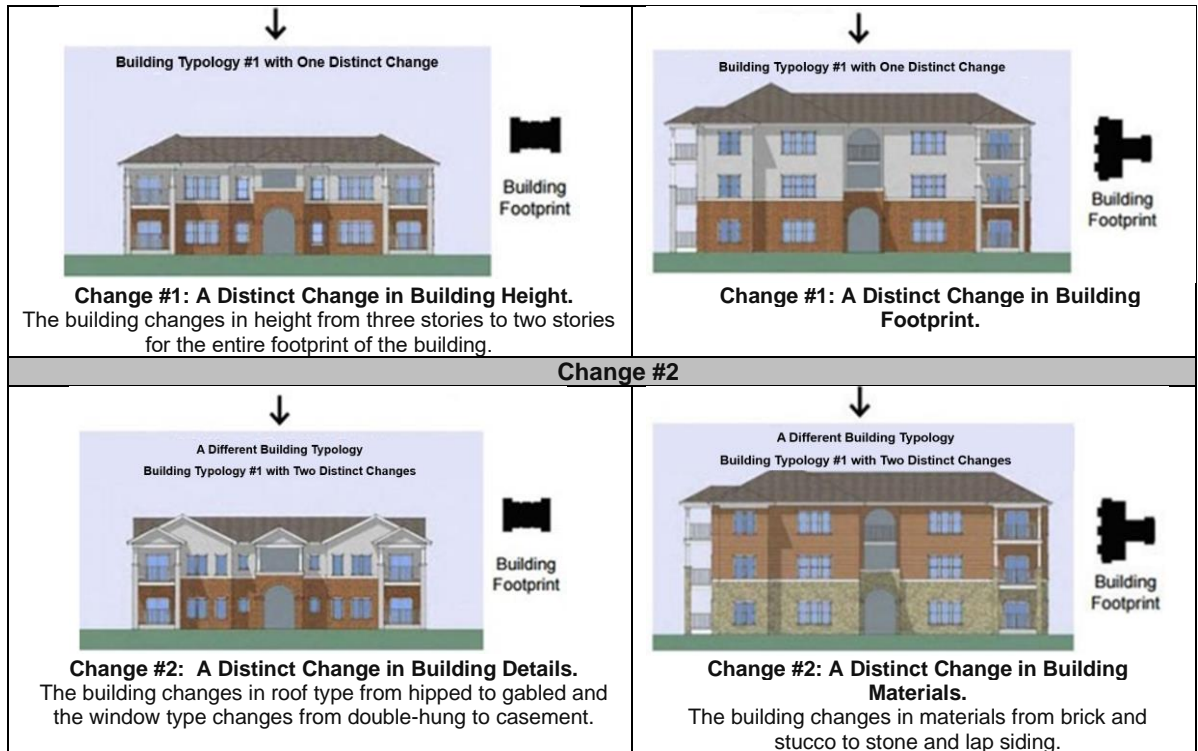 Building Typology #1 with One Distinct Change
Building
Footprint
Change #1: A Distinct Change in Building Height.
The building changes in height from three stories to two stories
for the entire footprint of the building.
Building Typology #1 with One Distinct Change
Building
Footprint
Change #1: A Distinct Change in Building
Footprint.
Change #2
A Different Building Typology
Building Typology #1 with Two Distinct Changes
Building
Footprint
Change #2: A Distinct Change in Building Details.
The building changes in roof type from hipped to gabled and
the window type changes from double-hung to casement.
A Different Building Typology
Building Typology #1 with Two Distinct Changes
Building
Footprint
Change #2: A Distinct Change in Building
Materials.
The building changes in materials from brick and
stucco to stone and lap siding.